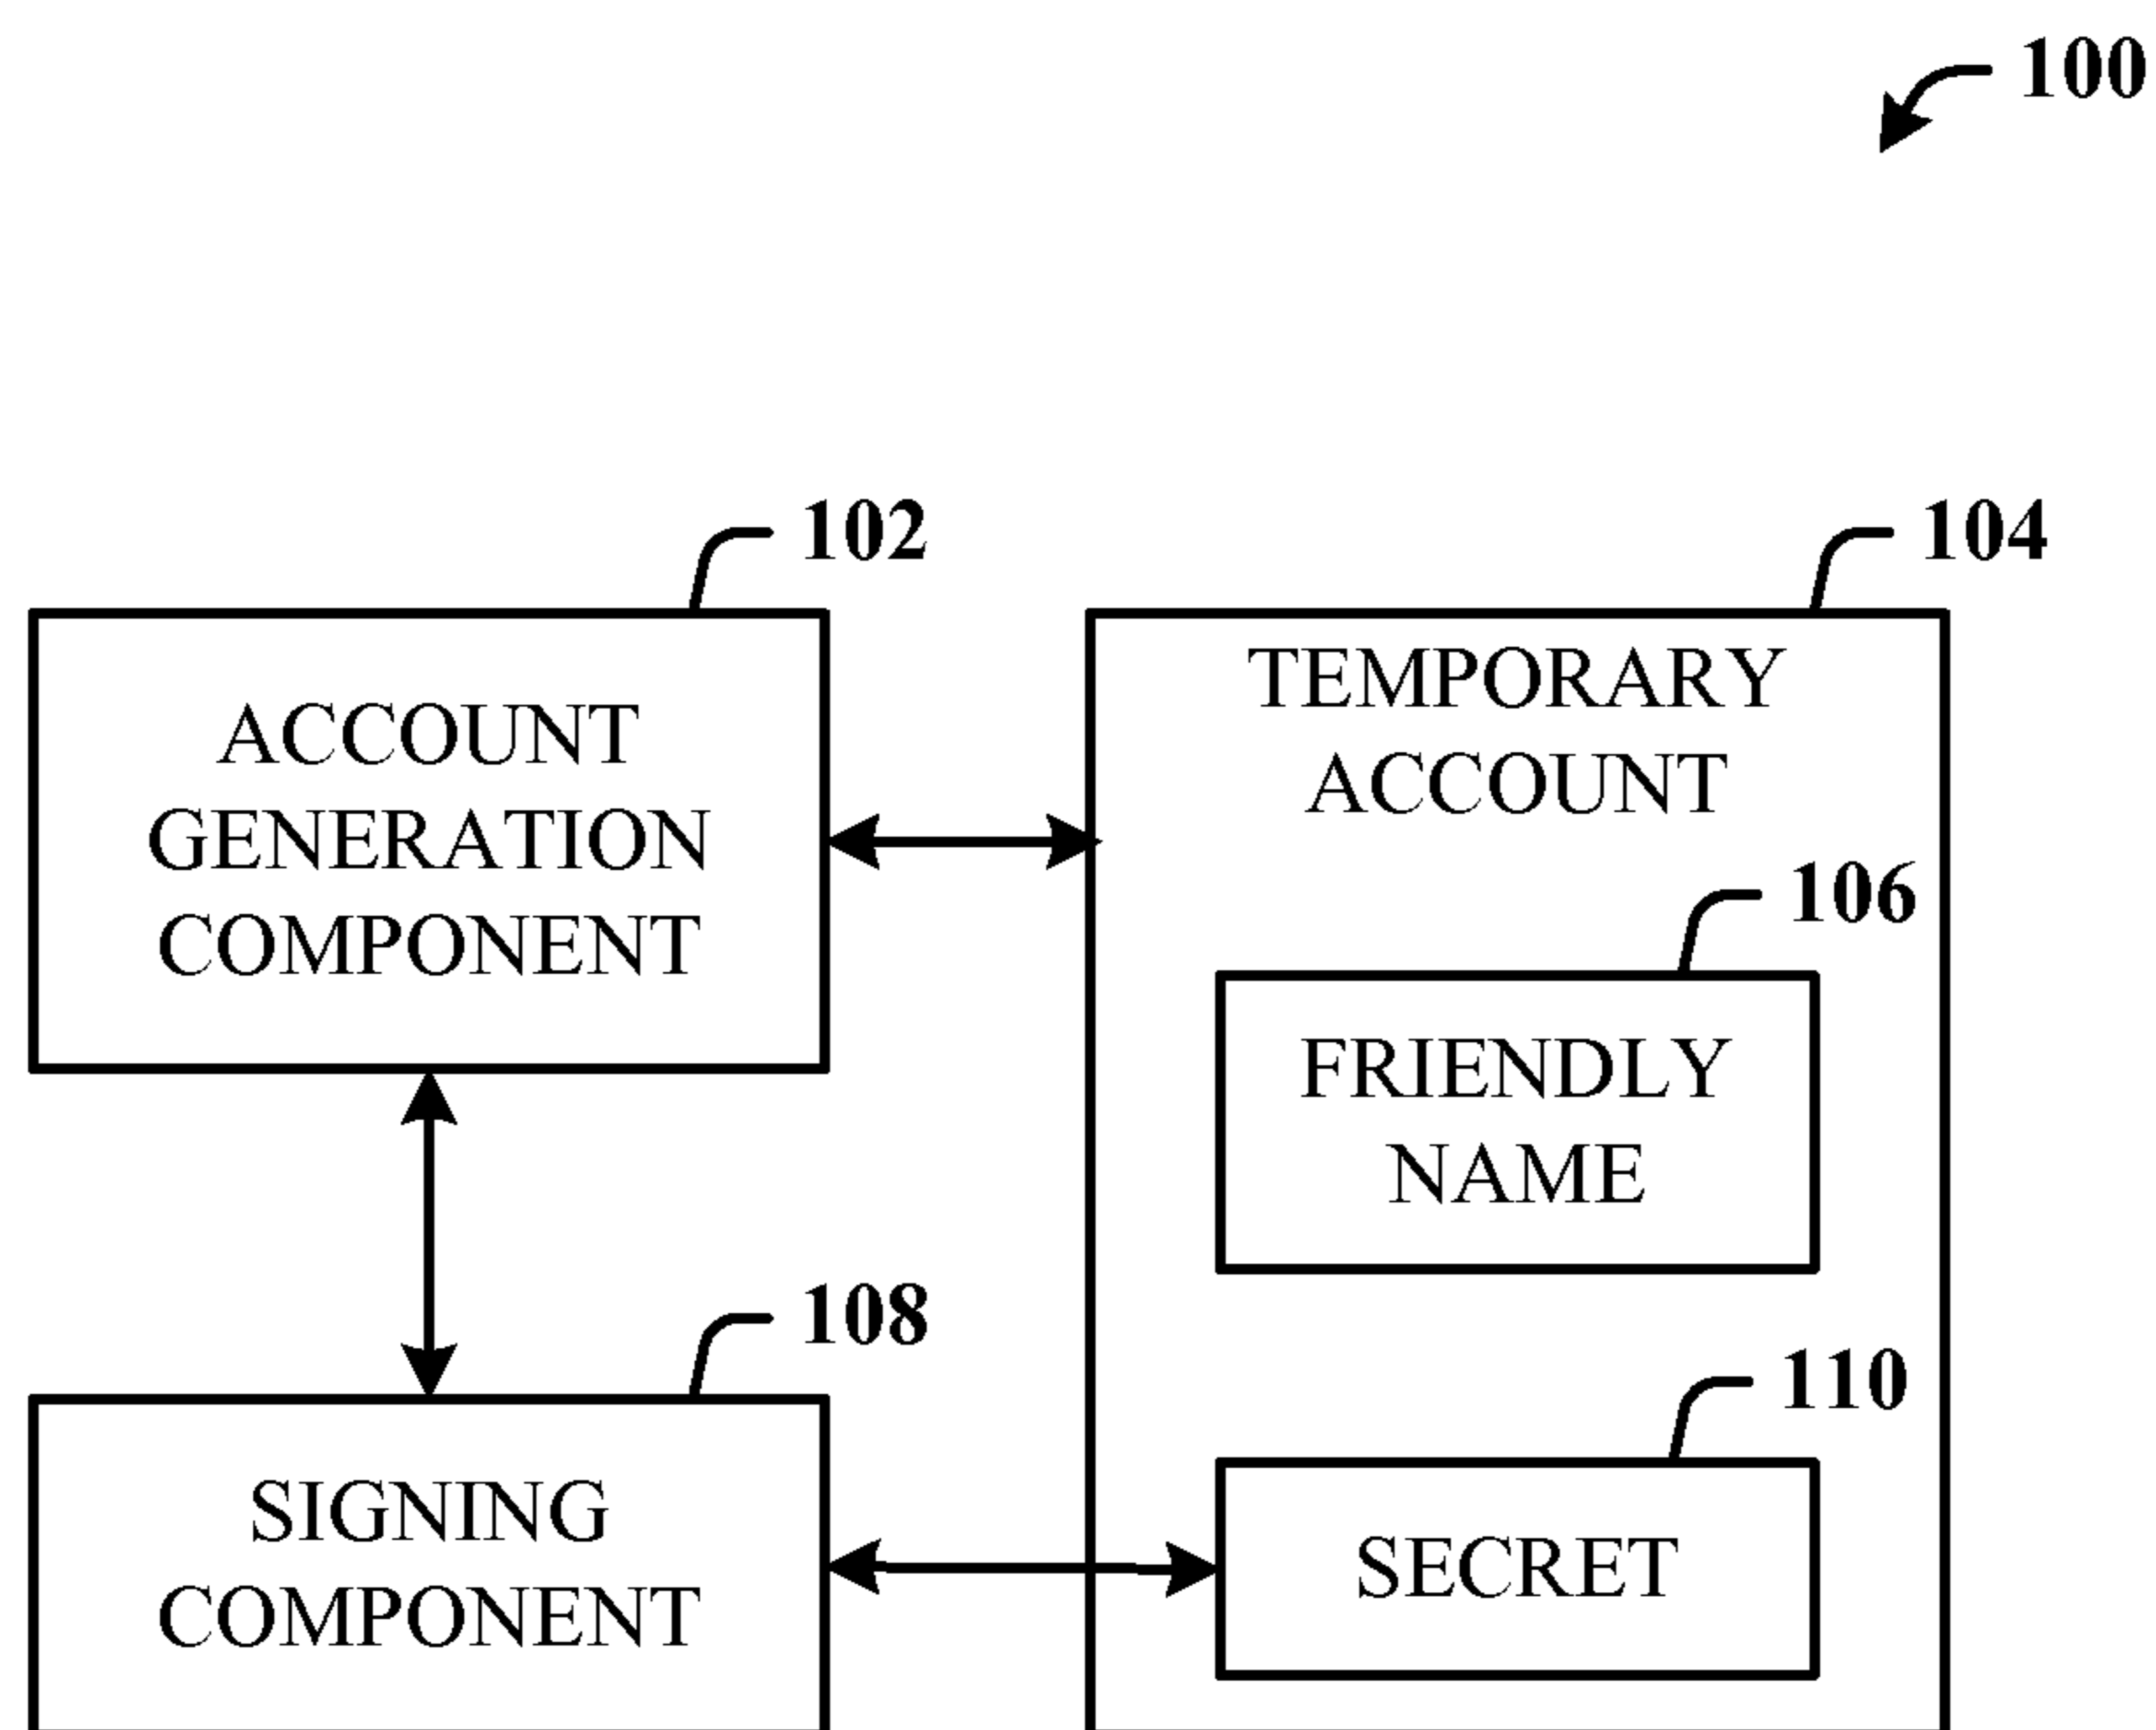 100
102
ACCOUNT
GENERATION
COMPONENT
104
TEMPORARY
ACCOUNT
106
FRIENDLY
NAME
108
SIGNING
COMPONENT
110
SECRET